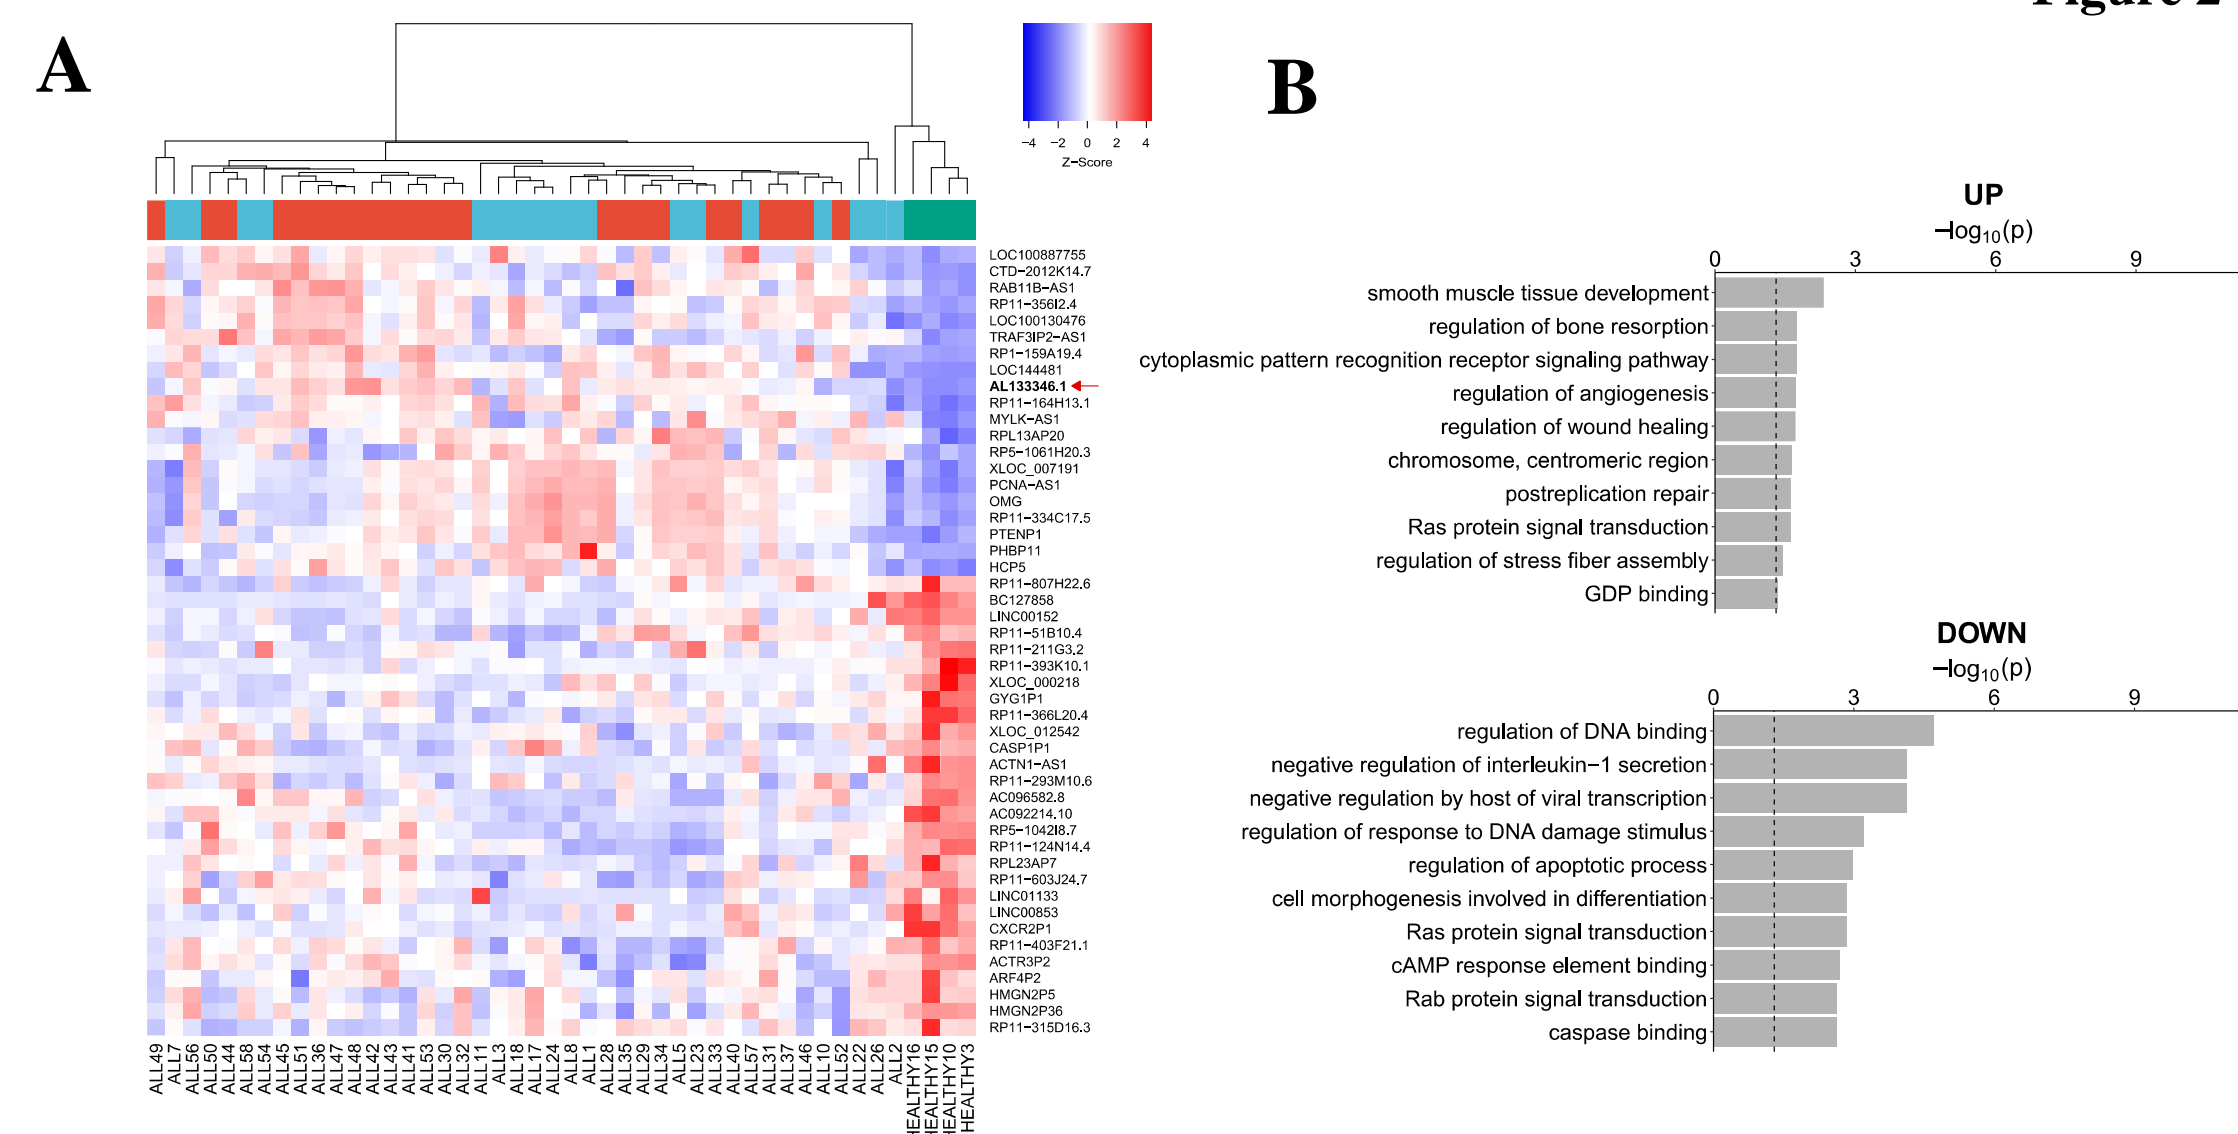 Figure 2
A
−4 −2 0 2 4
Z−Score
LOC100887755
CTD−2012K14.7
RAB11B−AS1
RP11−356I2.4
LOC100130476
TRAF3IP2−AS1
RP1−159A19.4
LOC144481
AL133346.1
RP11−164H13.1
MYLK−AS1
RPL13AP20
RP5−1061H20.3
XLOC_007191
PCNA−AS1
OMG
RP11−334C17.5
PTENP1
PHBP11
HCP5
RP11−807H22.6
BC127858
LINC00152
RP11−51B10.4
RP11−211G3.2
RP11−393K10.1
XLOC_000218
GYG1P1
RP11−366L20.4
XLOC_012542
CASP1P1
ACTN1−AS1
RP11−293M10.6
AC096582.8
AC092214.10
RP5−1042I8.7
RP11−124N14.4
RPL23AP7
RP11−603J24.7
LINC01133
LINC00853
CXCR2P1
RP11−403F21.1
ACTR3P2
ARF4P2
HMGN2P5
HMGN2P36
RP11−315D16.3
ALL49
ALL7
ALL56
ALL50
ALL44
ALL58
ALL54
ALL45
ALL51
ALL36
ALL47
ALL48
ALL42
ALL43
ALL41
ALL53
ALL30
ALL32
ALL11
ALL3
ALL18
ALL17
ALL24
ALL8
ALL1
ALL28
ALL35
ALL29
ALL34
ALL5
ALL23
ALL33
ALL40
ALL57
ALL31
ALL37
ALL46
ALL10
ALL52
ALL22
ALL26
ALL2
HEALTHY16
HEALTHY15
HEALTHY10
HEALTHY3
B
UP
−log10(p)
0 3 6 9
smooth muscle tissue development
regulation of bone resorption
cytoplasmic pattern recognition receptor signaling pathway
regulation of angiogenesis
regulation of wound healing
chromosome, centromeric region
postreplication repair
Ras protein signal transduction
regulation of stress fiber assembly
GDP binding
DOWN
−log10(p)
0 3 6 9
regulation of DNA binding
negative regulation of interleukin−1 secretion
negative regulation by host of viral transcription
regulation of response to DNA damage stimulus
regulation of apoptotic process
cell morphogenesis involved in differentiation
Ras protein signal transduction
cAMP response element binding
Rab protein signal transduction
caspase binding